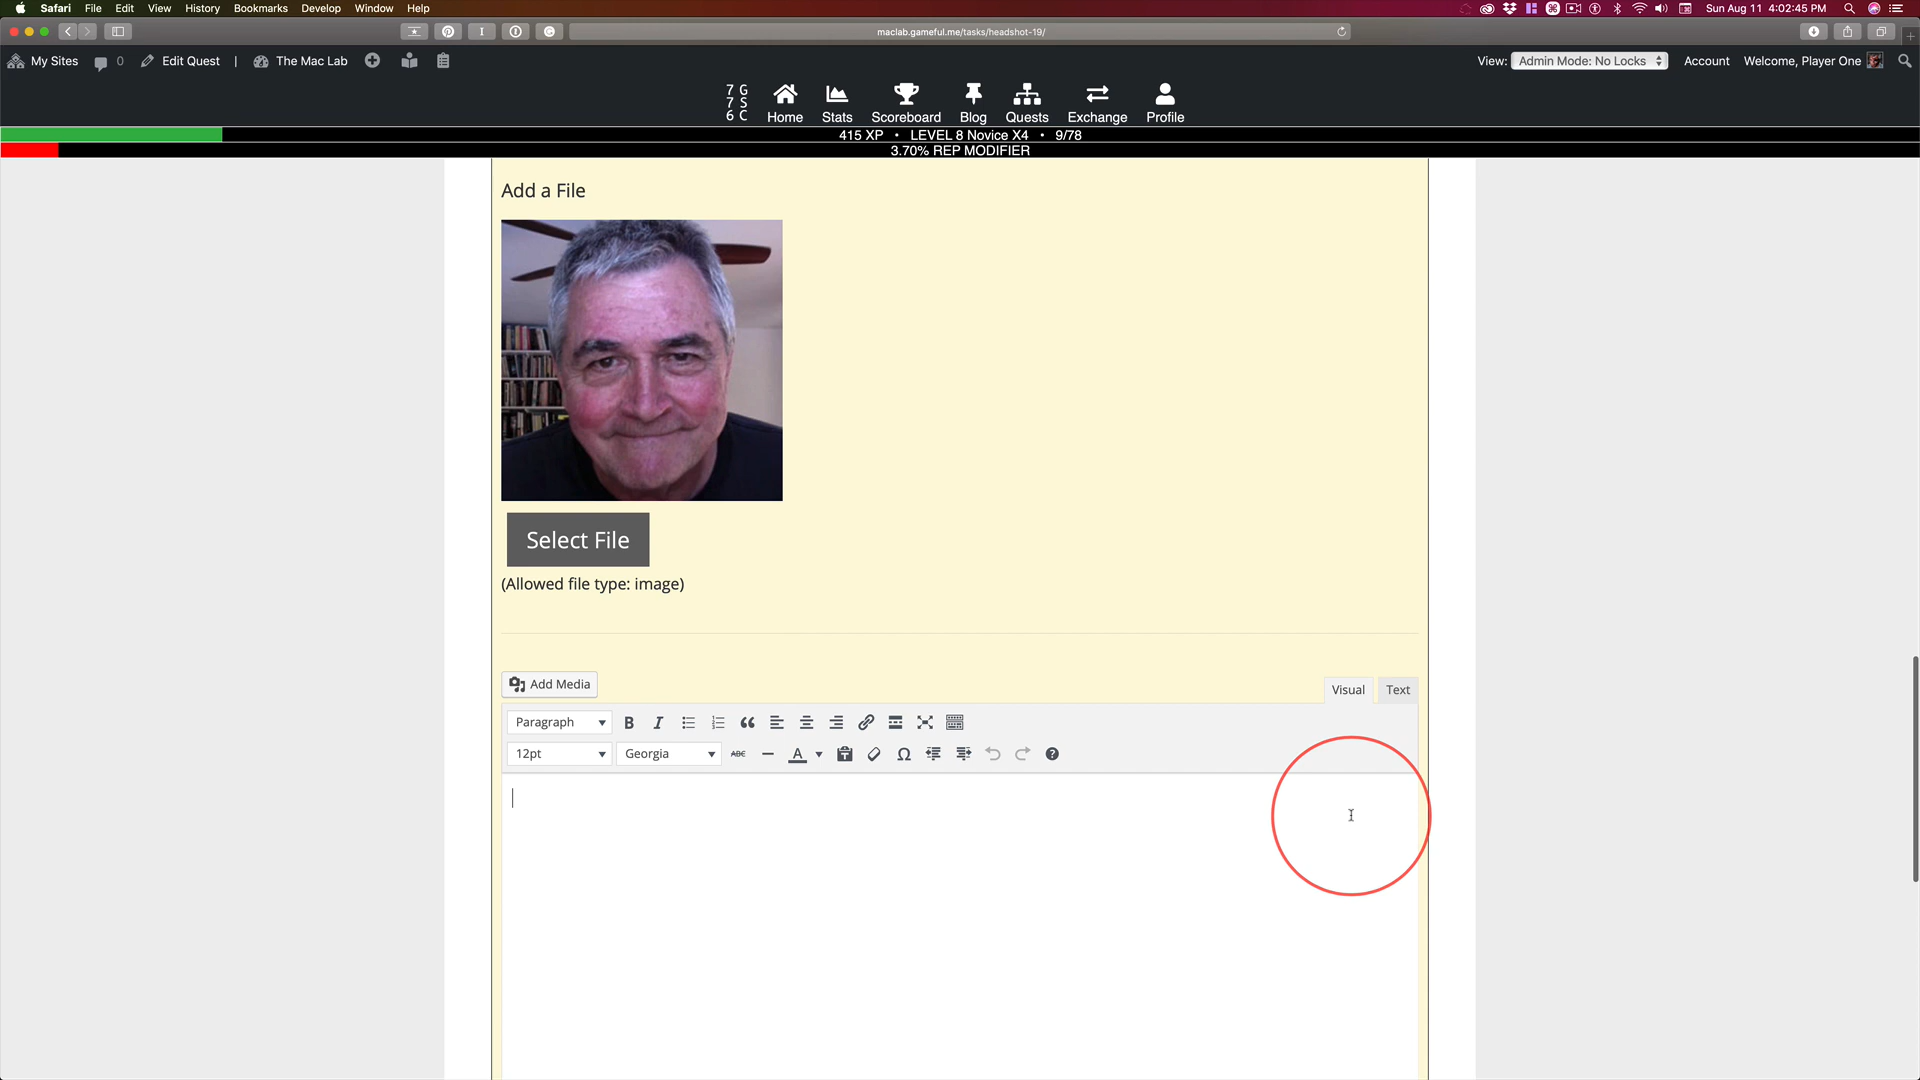 Safari File Edit View History Bookmarks Develop Window Help Sun Aug 11 4:02:45 PM
maclab.gameful.me/tasks/headshot-19/
My Sites 0 Edit Quest | The Mac Lab View: Admin Mode: No Locks Account Welcome, Player One
7 G
7 S
6 C
Home Stats Scoreboard Blog Quests Exchange Profile
415 XP • LEVEL 8 Novice X4 • 9/78
3.70% REP MODIFIER
Add a File
Select File
(Allowed file type: image)
Add Media Visual Text
Paragraph B I
12pt Georgia ABC A Ω ?